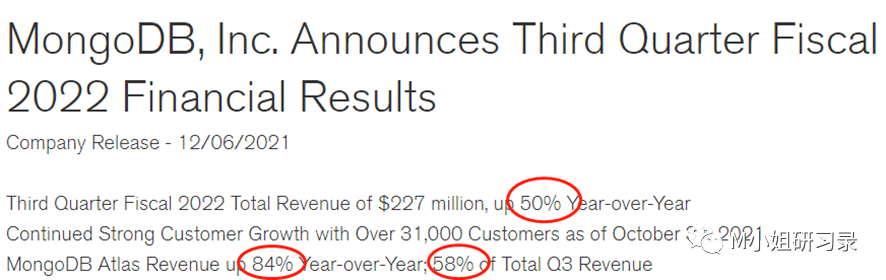 MongoDB, Inc. Announces Third Quarter Fiscal
2022 Financial Results
Company Release - 12/06/2021
Third Quarter Fiscal 2022 Total Revenue of $227 million, up 50% Year-over-Year
Continued Strong Customer Growth with Over 31,000 Customers as of October 2021
MongoDB Atlas Revenue up 84% Year-over-Year; 58% of Total Q3 Revenue
M小姐研习录